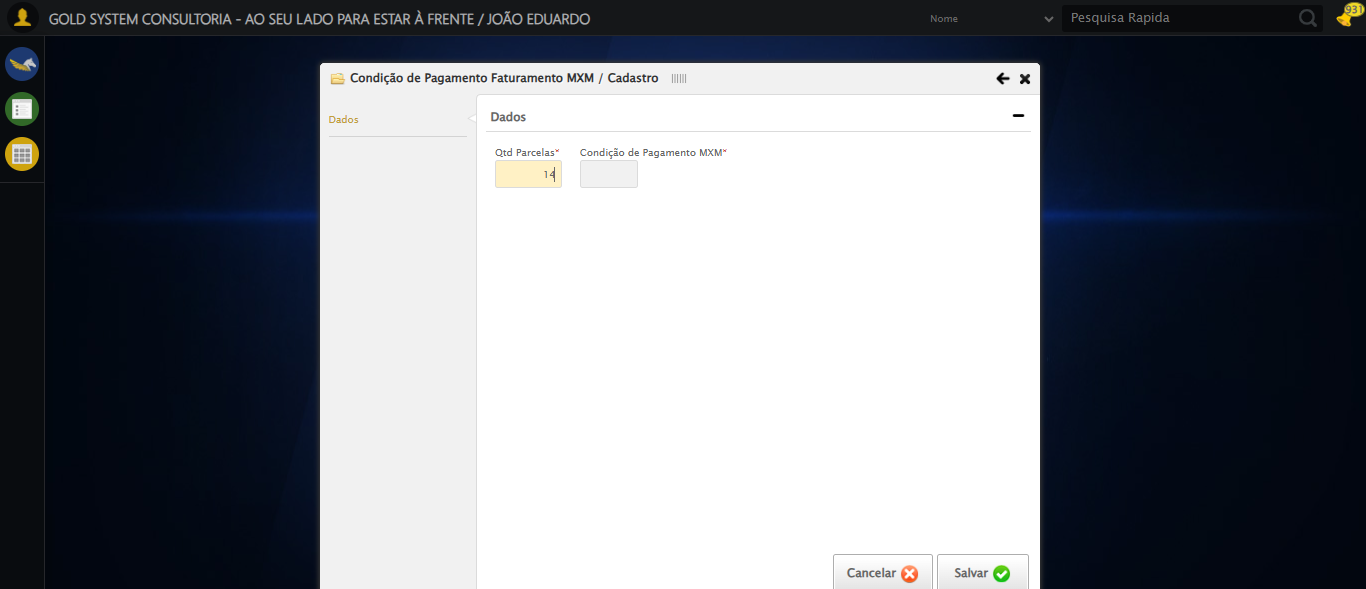 GOLD SYSTEM CONSULTORIA - AO SEU LADO PARA ESTAR À FRENTE / JOÃO EDUARDO
Nome
Pesquisa Rapida
931
Condição de Pagamento Faturamento MXM / Cadastro
Dados
Dados
Qtd Parcelas*
Condição de Pagamento MXM*
14
Cancelar
Salvar